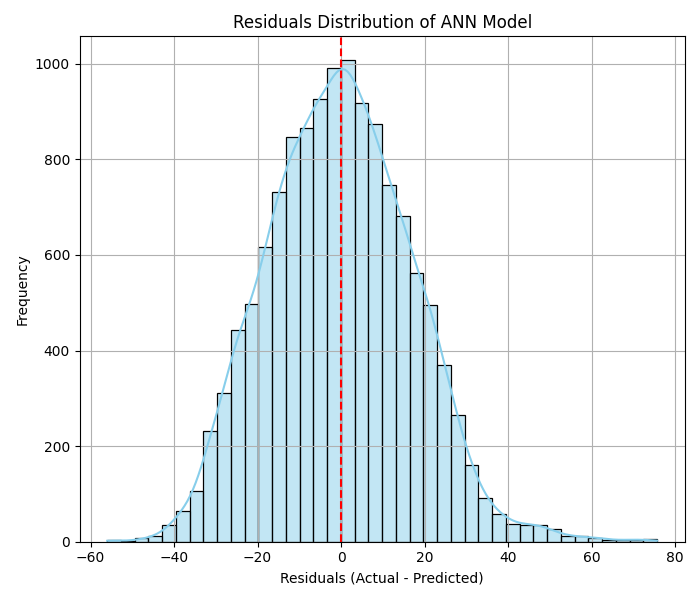 Residuals Distribution of ANN Model
1000
800
600
400
200
0
Frequency
−60 −40 −20 0 20 40 60 80
Residuals (Actual - Predicted)